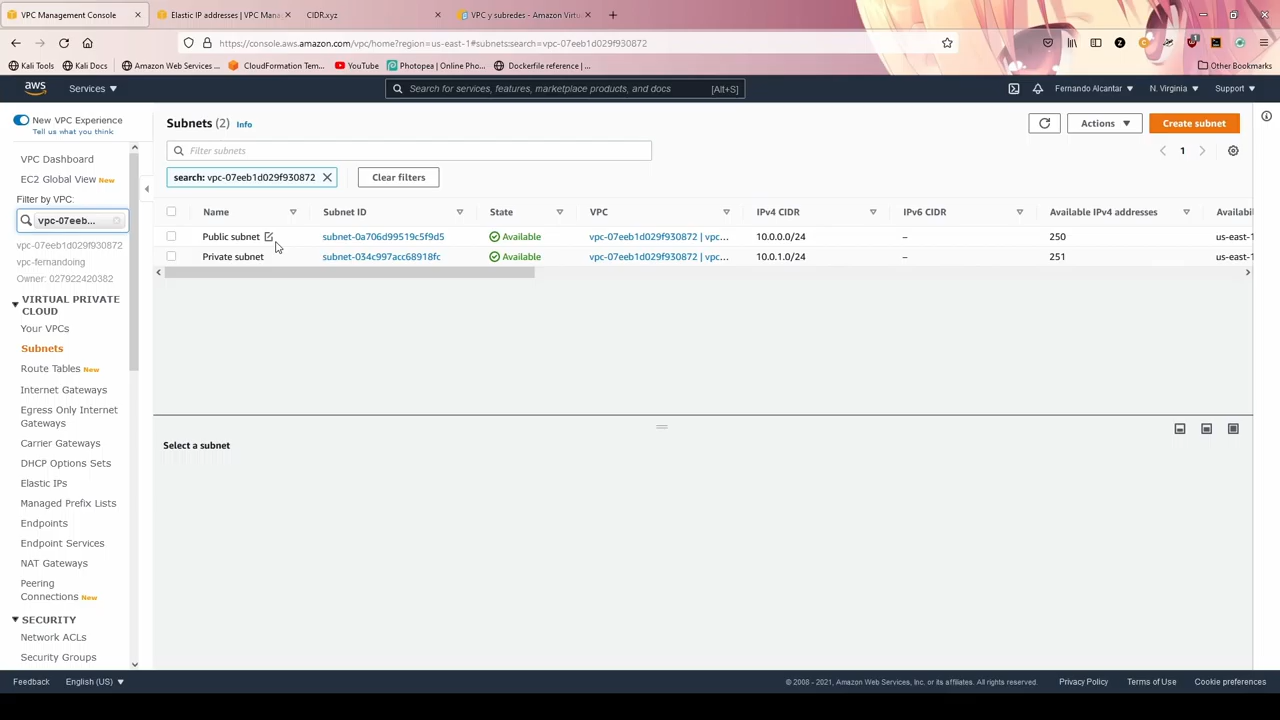 VPC Management Console
Elastic IP addresses | VPC Mana
CIDR.xyz
VPC y subredes - Amazon Virtu
https://console.aws.amazon.com/vpc/home?region=us-east-1#subnets:search=vpc-07eeb1d029f930872
Kali Tools
Kali Docs
Amazon Web Services ...
CloudFormation Tem...
YouTube
Photopea | Online Pho...
Dockerfile reference | ...
Other Bookmarks
aws
Services
Search for services, features, marketplace products, and docs
[Alt+S]
Fernando Alcantar
N. Virginia
Support
New VPC Experience
Tell us what you think
VPC Dashboard
EC2 Global View New
Filter by VPC:
vpc-07eeb...
vpc-07eeb1d029f930872
vpc-fernandoing
Owner: 027922420382
VIRTUAL PRIVATE
CLOUD
Your VPCs
Subnets
Route Tables New
Internet Gateways
Egress Only Internet
Gateways
Carrier Gateways
DHCP Options Sets
Elastic IPs
Managed Prefix Lists
Endpoints
Endpoint Services
NAT Gateways
Peering
Connections New
SECURITY
Network ACLs
Security Groups
Subnets (2) Info
Actions
Create subnet
Filter subnets
1
search: vpc-07eeb1d029f930872
Clear filters
Name
Subnet ID
State
VPC
IPv4 CIDR
IPv6 CIDR
Available IPv4 addresses
Availabi
Public subnet
subnet-0a706d99519c5f9d5
Available
vpc-07eeb1d029f930872 | vpc...
10.0.0.0/24
–
250
us-east-1
Private subnet
subnet-034c997acc68918fc
Available
vpc-07eeb1d029f930872 | vpc...
10.0.1.0/24
–
251
us-east-1
Select a subnet
Feedback
English (US)
© 2008 - 2021, Amazon Web Services, Inc. or its affiliates. All rights reserved.
Privacy Policy
Terms of Use
Cookie preferences